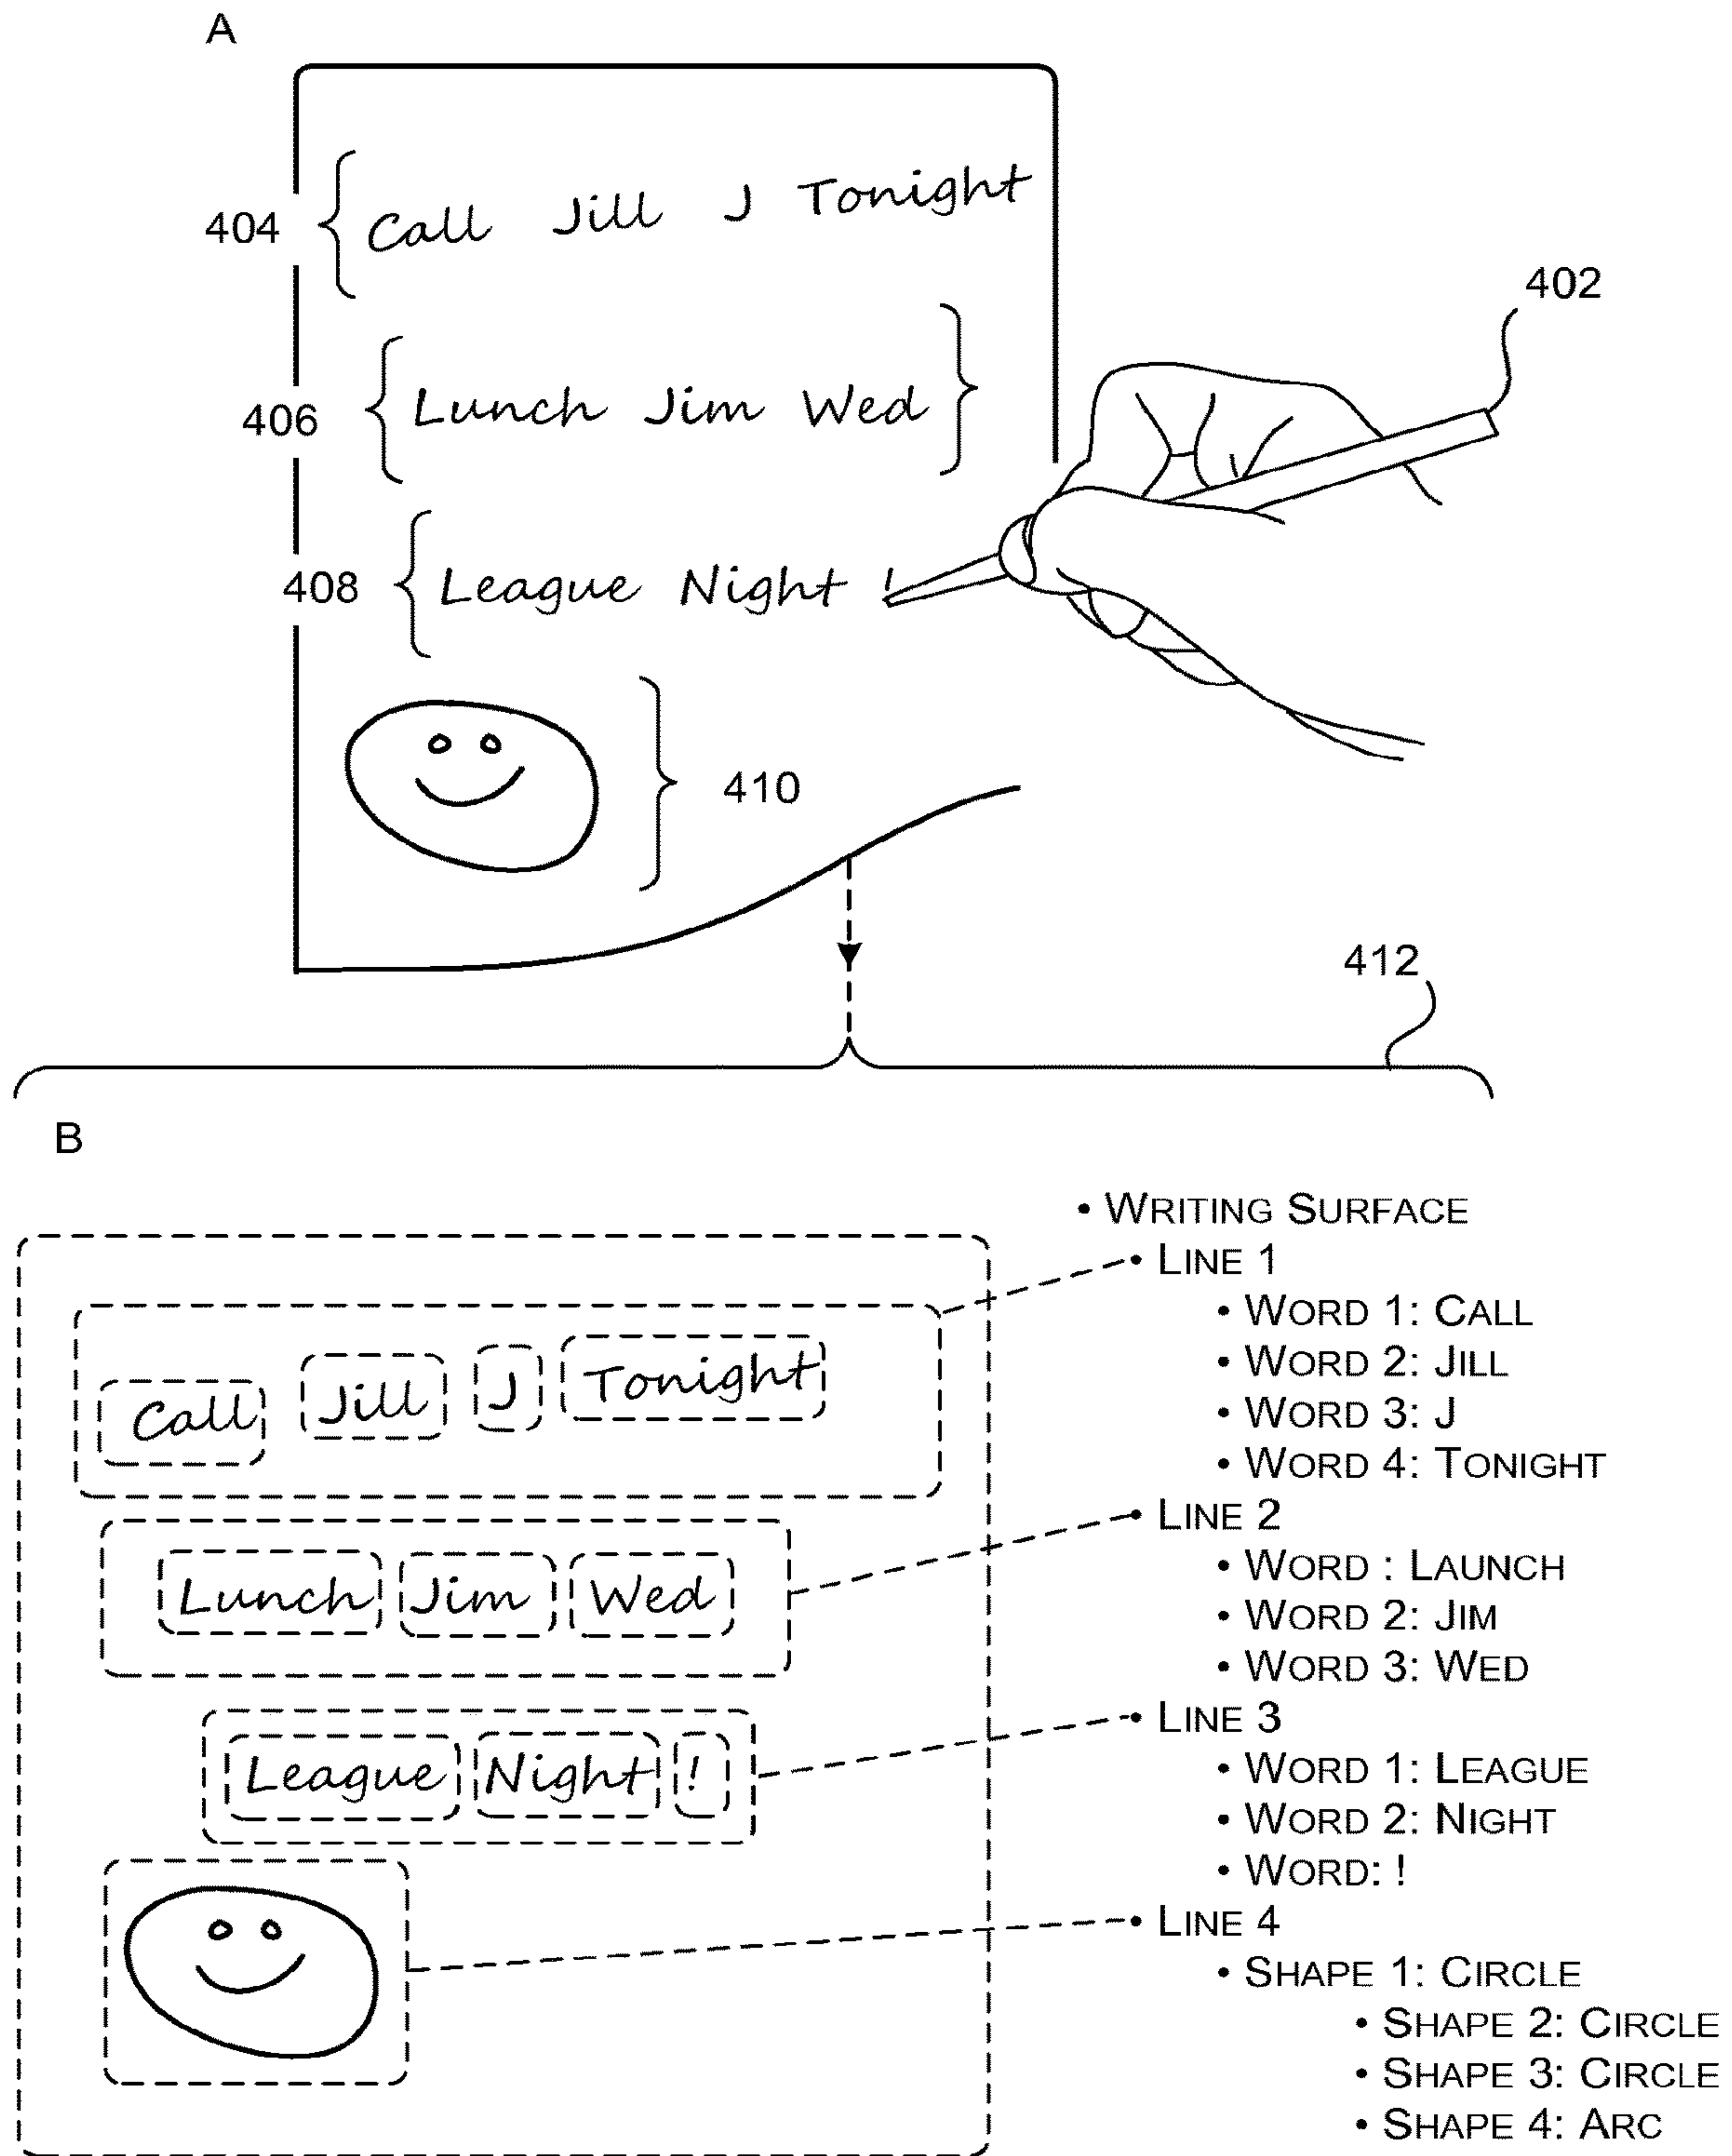 A
404 Call Jill J Tonight
402
406 Lunch Jim Wed
408 League Night !
410
412
B
• WRITING SURFACE
• LINE 1
Call Jill J Tonight
• WORD 1: CALL
• WORD 2: JILL
• WORD 3: J
• WORD 4: TONIGHT
• LINE 2
Lunch Jim Wed
• WORD : LAUNCH
• WORD 2: JIM
• WORD 3: WED
• LINE 3
League Night !
• WORD 1: LEAGUE
• WORD 2: NIGHT
• WORD: !
• LINE 4
• SHAPE 1: CIRCLE
• SHAPE 2: CIRCLE
• SHAPE 3: CIRCLE
• SHAPE 4: ARC